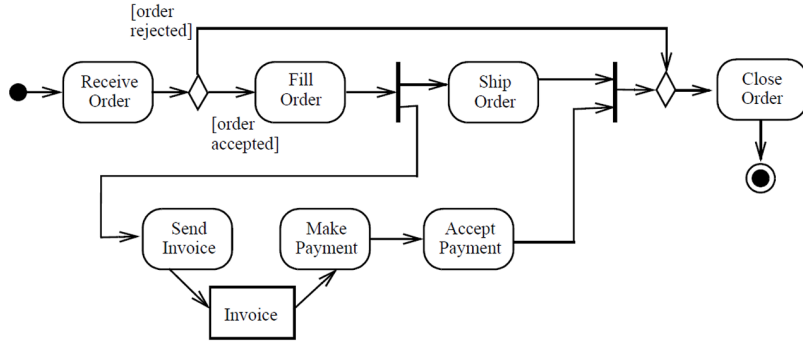 [order
rejected]
Receive
Order
Fill
Order
Ship
Order
Close
Order
[order
accepted]
Send
Invoice
Make
Payment
Accept
Payment
Invoice